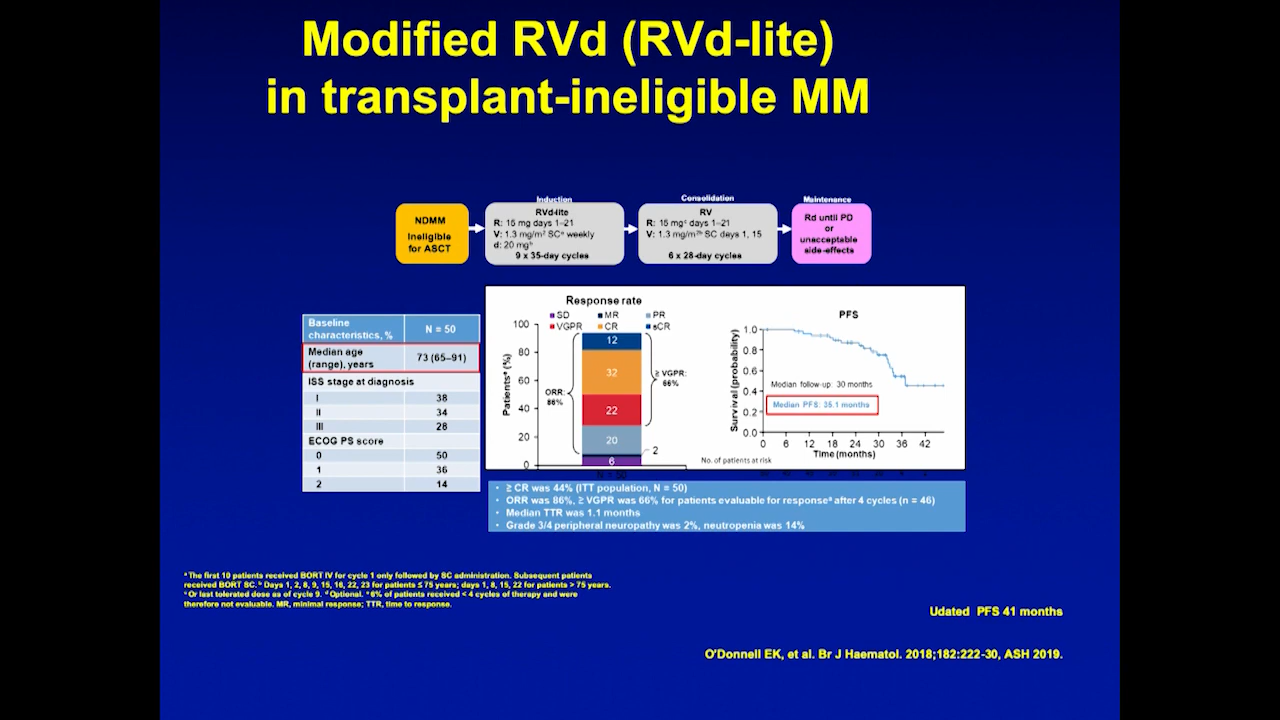 Modified RVd (RVd-lite)
in transplant-ineligible MM
Induction
Consolidation
Maintenance
NDMM
Ineligible
for ASCT
RVd-lite
R: 15 mg days 1–21
V: 1.3 mg/m² SCᵃ weekly
d: 20 mgᵇ
9 x 35-day cycles
RV
R: 15 mgᶜ days 1–21
V: 1.3 mg/m²ᵇ SC days 1, 15
6 x 28-day cycles
Rd until PD
or
unacceptable
side-effects
Baseline
characteristics, %
N = 50
Median age
(range), years
73 (65–91)
ISS stage at diagnosis
I 38
II 34
III 28
ECOG PS score
0 50
1 36
2 14
Response rate
SD MR PR
VGPR CR sCR
Patientsᵃ (%)
100
80
60
40
20
0
12
32
22
20
2
6
ORR:
86%
≥ VGPR:
66%
N = 50
PFS
Survival (probability)
1.0
0.8
0.6
0.4
0.2
0.0
Median follow-up: 30 months
Median PFS: 35.1 months
0 6 12 18 24 30 36 42
Time (months)
No. of patients at risk
• ≥ CR was 44% (ITT population, N = 50)
• ORR was 86%, ≥ VGPR was 66% for patients evaluable for responseᵃ after 4 cycles (n = 46)
• Median TTR was 1.1 months
• Grade 3/4 peripheral neuropathy was 2%, neutropenia was 14%
ᵃ The first 10 patients received BORT IV for cycle 1 only followed by SC administration. Subsequent patients
received BORT SC. ᵇ Days 1, 2, 8, 9, 15, 16, 22, 23 for patients ≤ 75 years; days 1, 8, 15, 22 for patients > 75 years.
ᶜ Or last tolerated dose as of cycle 9. ᵈ Optional. ᵉ 6% of patients received < 4 cycles of therapy and were
therefore not evaluable. MR, minimal response; TTR, time to response.
Udated PFS 41 months
O'Donnell EK, et al. Br J Haematol. 2018;182:222-30, ASH 2019.